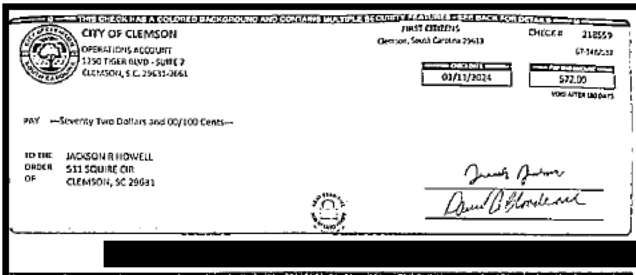 THIS CHECK HAS A COLORED BACKGROUND AND CONTAINS MULTIPLE SECURITY FEATURES - SEE BACK FOR DETAILS
CITY OF CLEMSON
OPERATIONS ACCOUNT
1250 TIGER BLVD - SUITE 2
CLEMSON, S.C. 29631-2661
FIRST CITIZENS
Clemson, South Carolina 29633
CHECK # 218559
CHECK DATE
01/11/2024
$72.00
VOID AFTER 180 DAYS
PAY ---Seventy Two Dollars and 00/100 Cents---
TO THE ORDER OF
JACKSON R HOWELL
511 SQUIRE CIR
CLEMSON, SC 29631